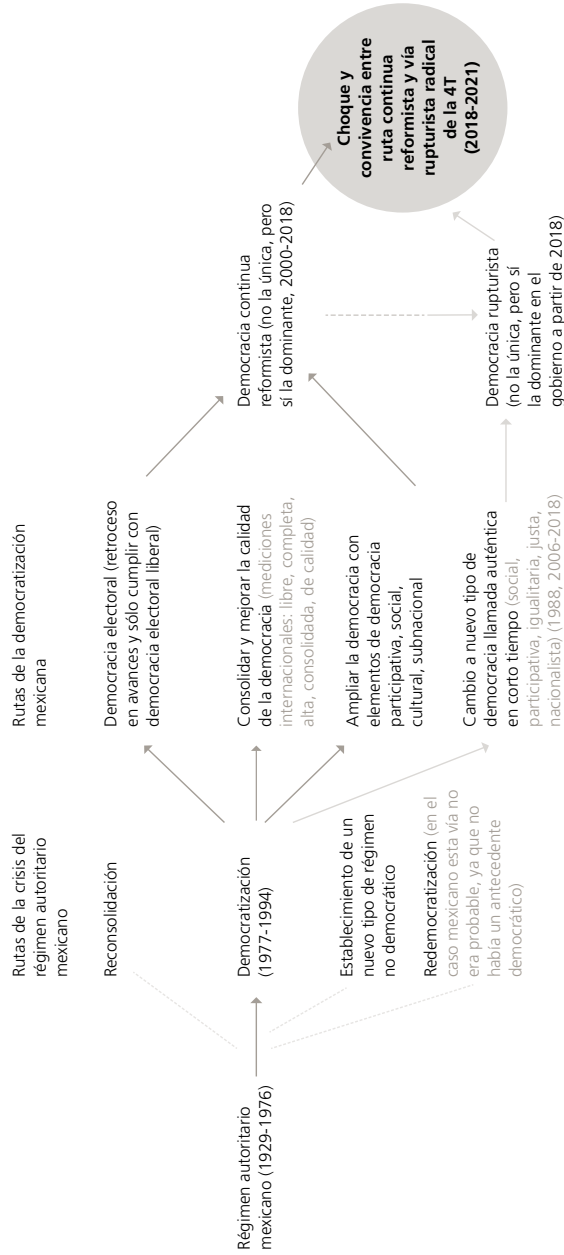 Rutas de la crisis del
régimen autoritario
mexicano
Rutas de la democratización
mexicana
Régimen autoritario
mexicano (1929-1976)
Reconsolidación
Democratización
(1977-1994)
Establecimiento de un
nuevo tipo de régimen
no democrático
Redemocratización (en el
caso mexicano esta vía no
era probable, ya que no
había un antecedente
democrático)
Democracia electoral (retroceso
en avances y sólo cumplir con
democracia electoral liberal)
Consolidar y mejorar la calidad
de la democracia (mediciones
internacionales: libre, completa,
alta, consolidada, de calidad)
Ampliar la democracia con
elementos de democracia
participativa, social,
cultural, subnacional
Cambio a nuevo tipo de
democracia llamada auténtica
en corto tiempo (social,
participativa, igualitaria, justa,
nacionalista) (1988, 2006-2018)
Democracia continua
reformista (no la única, pero
sí la dominante, 2000-2018)
Democracia rupturista
(no la única, pero sí
la dominante en el
gobierno a partir de 2018)
Choque y
convivencia entre
ruta continua
reformista y vía
rupturista radical
de la 4T
(2018-2021)